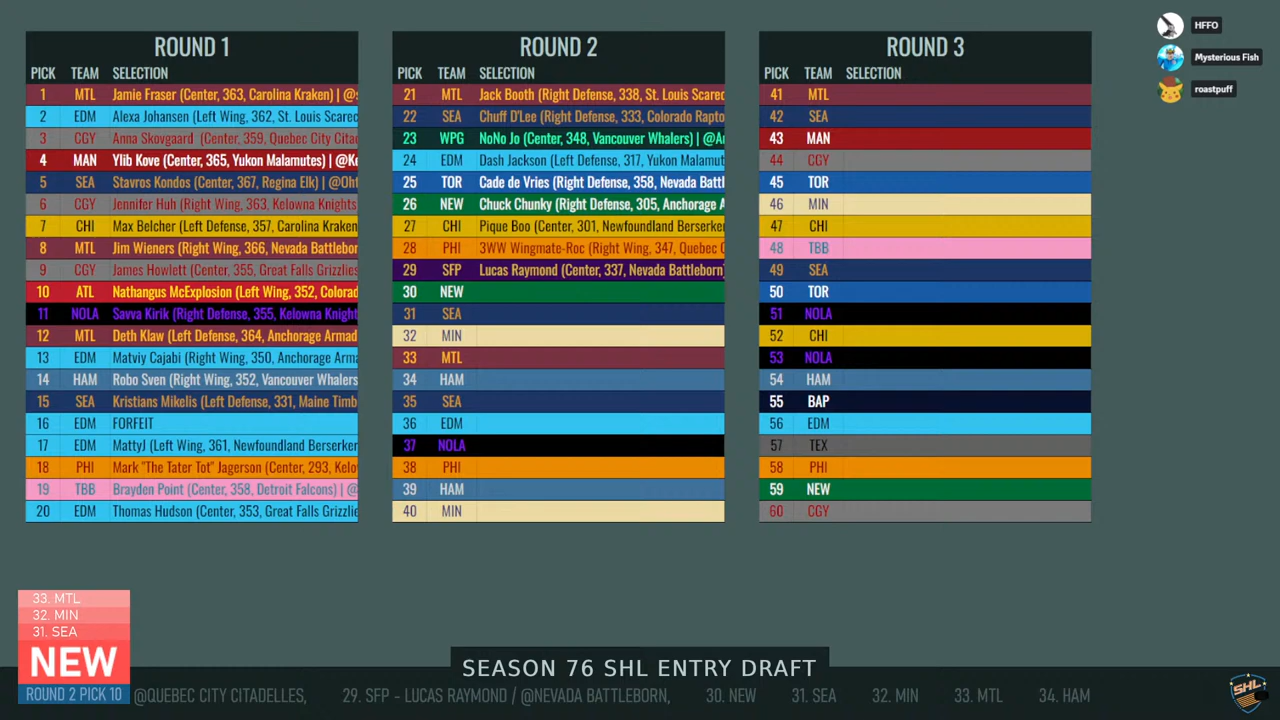 HFFO
Mysterious Fish
roastpuff
ROUND 1
PICK TEAM SELECTION
1 MTL Jamie Fraser (Center, 363, Carolina Kraken) | @
2 EDM Alexa Johansen (Left Wing, 362, St. Louis Scarec
3 CGY Anna Skovgaard (Center, 359, Quebec City Cita
4 MAN Ylib Kove (Center, 365, Yukon Malamutes) | @K
5 SEA Stavros Kondos (Center, 367, Regina Elk) | @Oh
6 CGY Jennifer Huh (Right Wing, 363, Kelowna Knights
7 CHI Max Belcher (Left Defense, 357, Carolina Kraken
8 MTL Jim Wieners (Right Wing, 366, Nevada Battlebor
9 CGY James Howlett (Center, 355, Great Falls Grizzlie
10 ATL Nathangus McExplosion (Left Wing, 352, Colorad
11 NOLA Savva Kirik (Right Defense, 355, Kelowna Knight
12 MTL Deth Klaw (Left Defense, 364, Anchorage Armad
13 EDM Matviy Cajabi (Right Wing, 350, Anchorage Arma
14 HAM Robo Sven (Right Wing, 352, Vancouver Whalers
15 SEA Kristians Mikelis (Left Defense, 331, Maine Timb
16 EDM FORFEIT
17 EDM MattyJ (Left Wing, 361, Newfoundland Berserker
18 PHI Mark "The Tater Tot" Jagerson (Center, 293, Kelo
19 TBB Brayden Point (Center, 358, Detroit Falcons) | @
20 EDM Thomas Hudson (Center, 353, Great Falls Grizzlie
ROUND 2
PICK TEAM SELECTION
21 MTL Jack Booth (Right Defense, 338, St. Louis Scarec
22 SEA Chuff D'Lee (Right Defense, 333, Colorado Rapto
23 WPG NoNo Jo (Center, 348, Vancouver Whalers) | @A
24 EDM Dash Jackson (Left Defense, 317, Yukon Malamut
25 TOR Cade de Vries (Right Defense, 358, Nevada Battl
26 NEW Chuck Chunky (Right Defense, 305, Anchorage A
27 CHI Pique Boo (Center, 301, Newfoundland Berserke
28 PHI 3WW Wingmate-Roc (Right Wing, 347, Quebec C
29 SFP Lucas Raymond (Center, 337, Nevada Battleborn)
30 NEW
31 SEA
32 MIN
33 MTL
34 HAM
35 SEA
36 EDM
37 NOLA
38 PHI
39 HAM
40 MIN
ROUND 3
PICK TEAM SELECTION
41 MTL
42 SEA
43 MAN
44 CGY
45 TOR
46 MIN
47 CHI
48 TBB
49 SEA
50 TOR
51 NOLA
52 CHI
53 NOLA
54 HAM
55 BAP
56 EDM
57 TEX
58 PHI
59 NEW
60 CGY
33. MTL
32. MIN
31. SEA
NEW
ROUND 2 PICK 10
SEASON 76 SHL ENTRY DRAFT
@QUEBEC CITY CITADELLES, 29. SFP - LUCAS RAYMOND / @NEVADA BATTLEBORN, 30. NEW 31. SEA 32. MIN 33. MTL 34. HAM
SHL